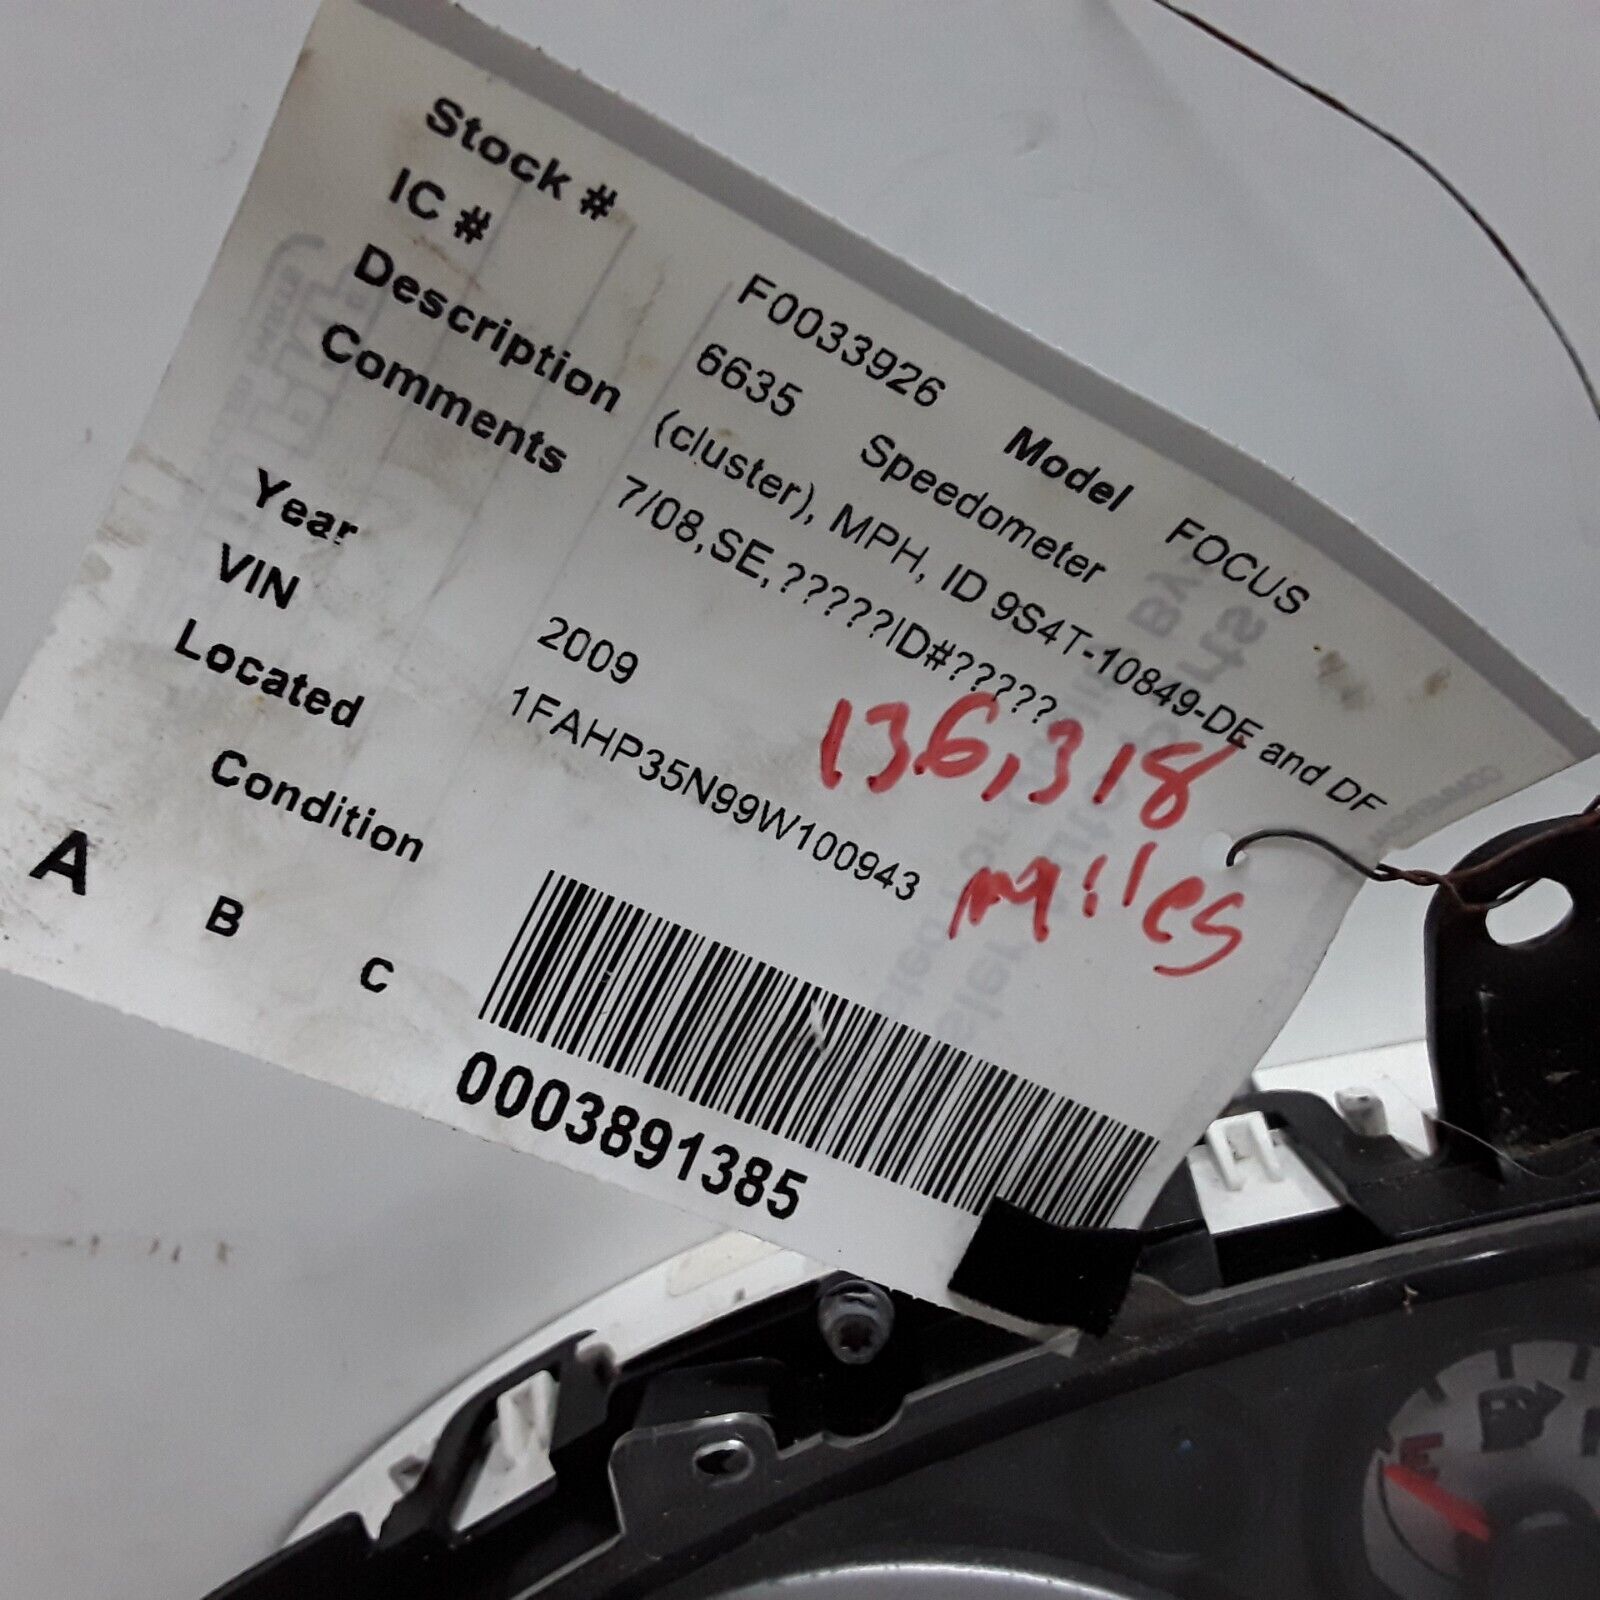 Stock # F0033926 Model FOCUS
IC # 6635 Speedometer
Description (cluster), MPH, ID 9S4T-10849-DE and DF
Comments 7/08,SE,?????ID#?????
Year 2009
VIN 1FAHP35N99W100943
Located
Condition
A B C
136,318
miles
0003891385
E